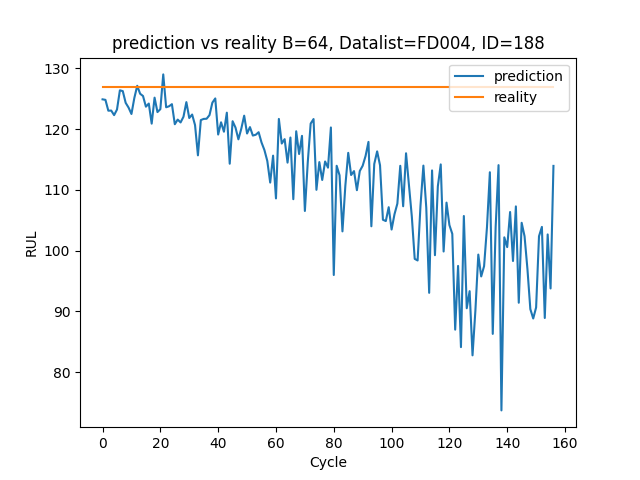 prediction vs reality B=64, Datalist=FD004, ID=188
prediction
reality
130
120
110
100
90
80
RUL
0 20 40 60 80 100 120 140 160
Cycle